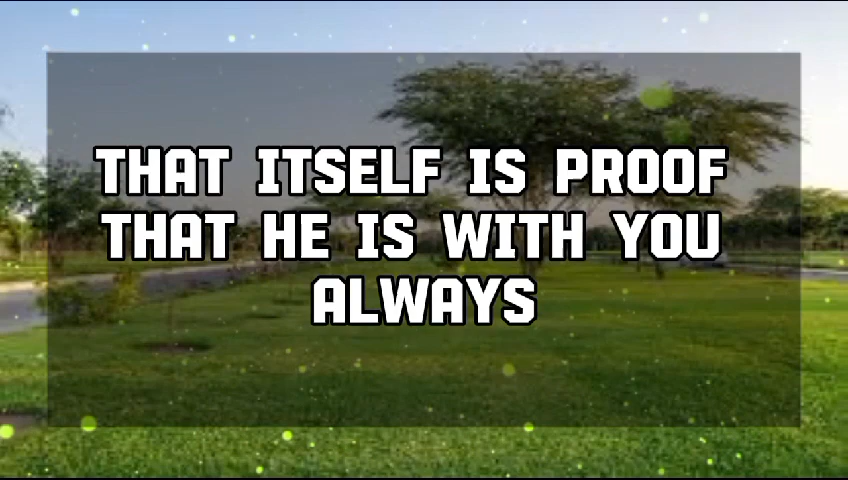 THAT ITSELF IS PROOF
THAT HE IS WITH YOU
ALWAYS